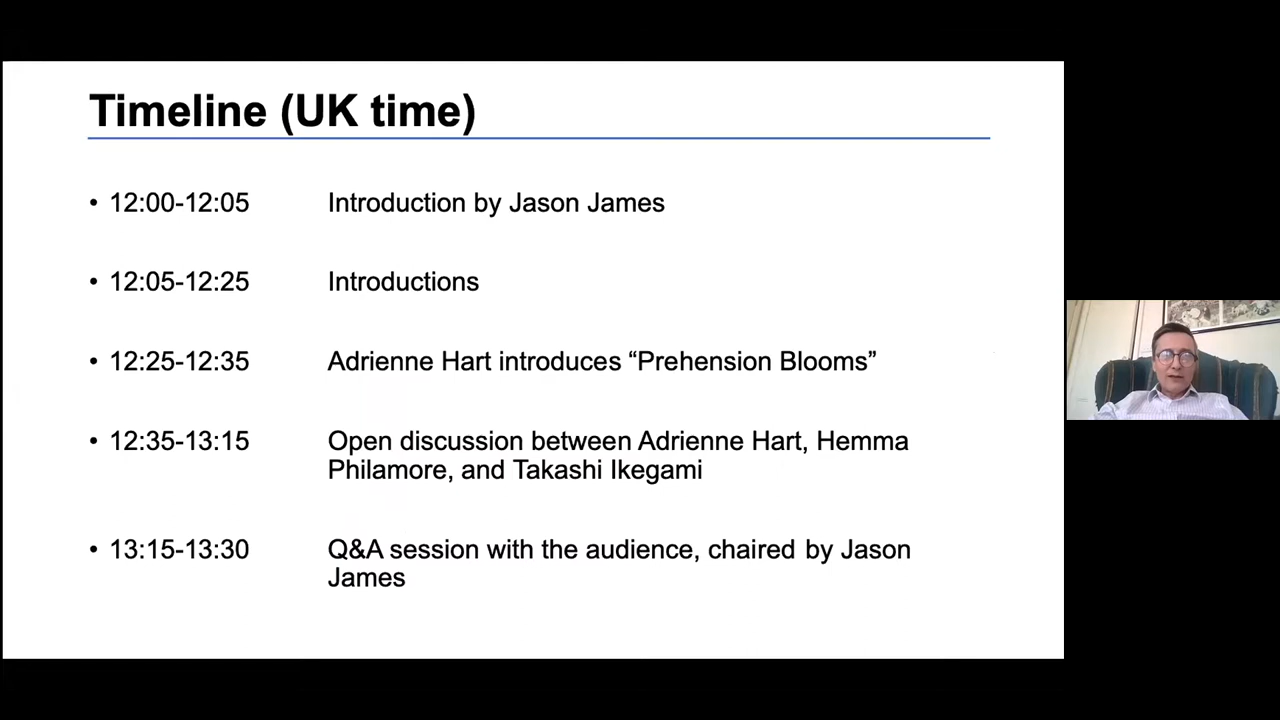 Timeline (UK time)
• 12:00-12:05 Introduction by Jason James
• 12:05-12:25 Introductions
• 12:25-12:35 Adrienne Hart introduces “Prehension Blooms”
• 12:35-13:15 Open discussion between Adrienne Hart, Hemma
Philamore, and Takashi Ikegami
• 13:15-13:30 Q&A session with the audience, chaired by Jason
James